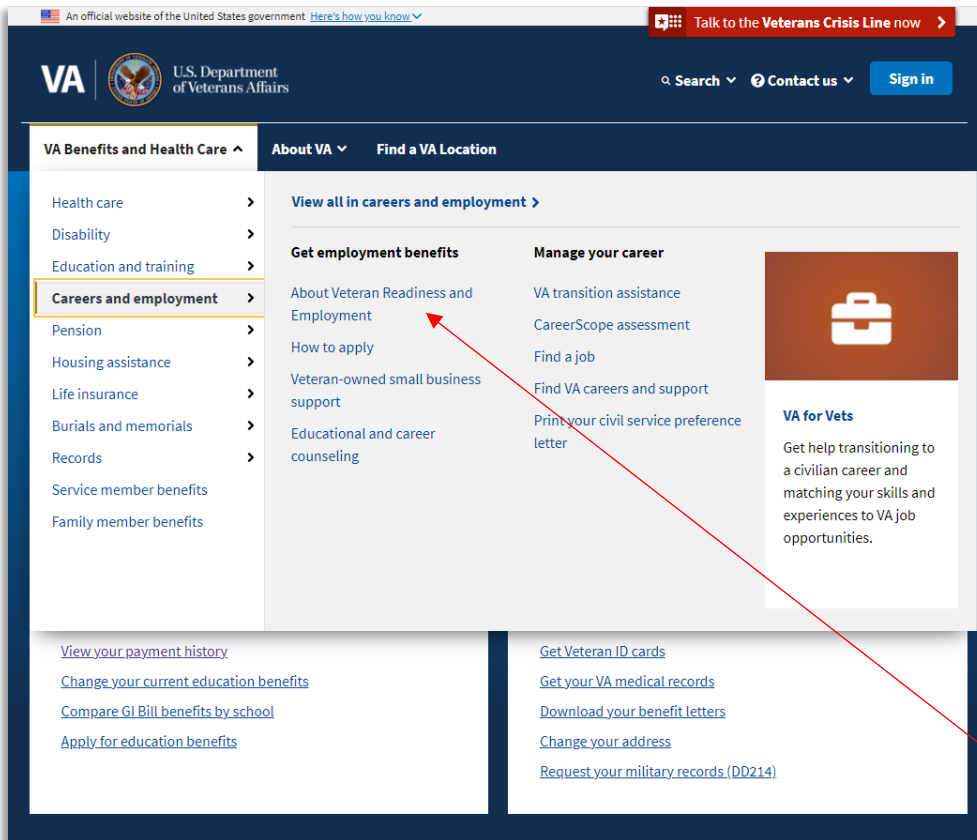 An official website of the United States government Here's how you know
Talk to the Veterans Crisis Line now
VA
U.S. Department
of Veterans Affairs
Search
Contact us
Sign in
VA Benefits and Health Care
About VA
Find a VA Location
Health care
Disability
Education and training
Careers and employment
Pension
Housing assistance
Life insurance
Burials and memorials
Records
Service member benefits
Family member benefits
View all in careers and employment
Get employment benefits
About Veteran Readiness and
Employment
How to apply
Veteran-owned small business
support
Educational and career
counseling
Manage your career
VA transition assistance
CareerScope assessment
Find a job
Find VA careers and support
Print your civil service preference
letter
VA for Vets
Get help transitioning to
a civilian career and
matching your skills and
experiences to VA job
opportunities.
View your payment history
Change your current education benefits
Compare GI Bill benefits by school
Apply for education benefits
Get Veteran ID cards
Get your VA medical records
Download your benefit letters
Change your address
Request your military records (DD214)